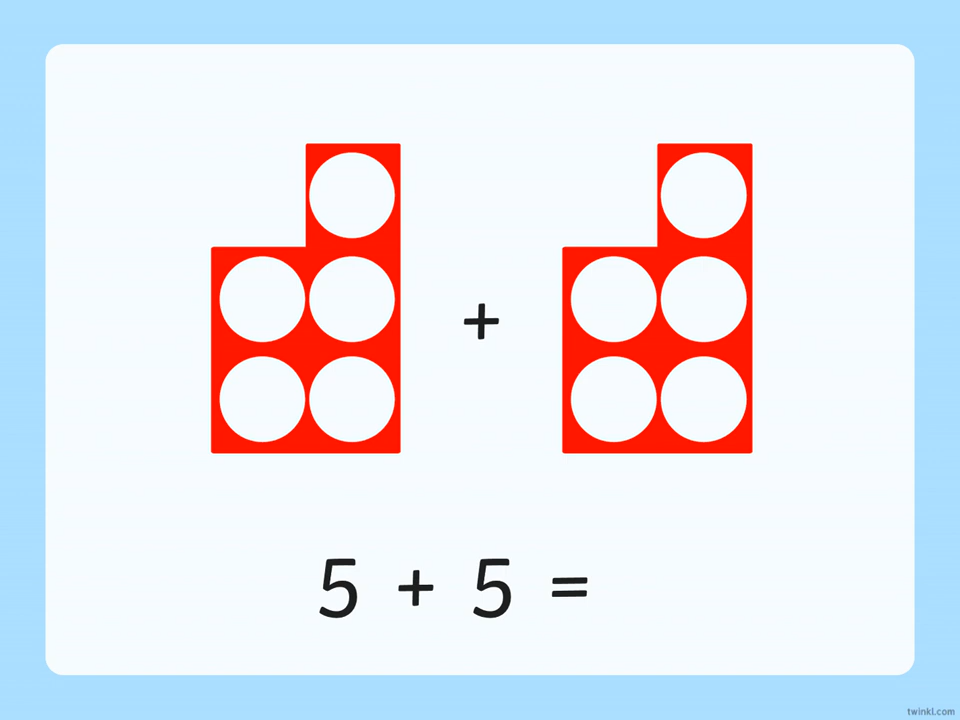 +
5 + 5 =
twinkl.com